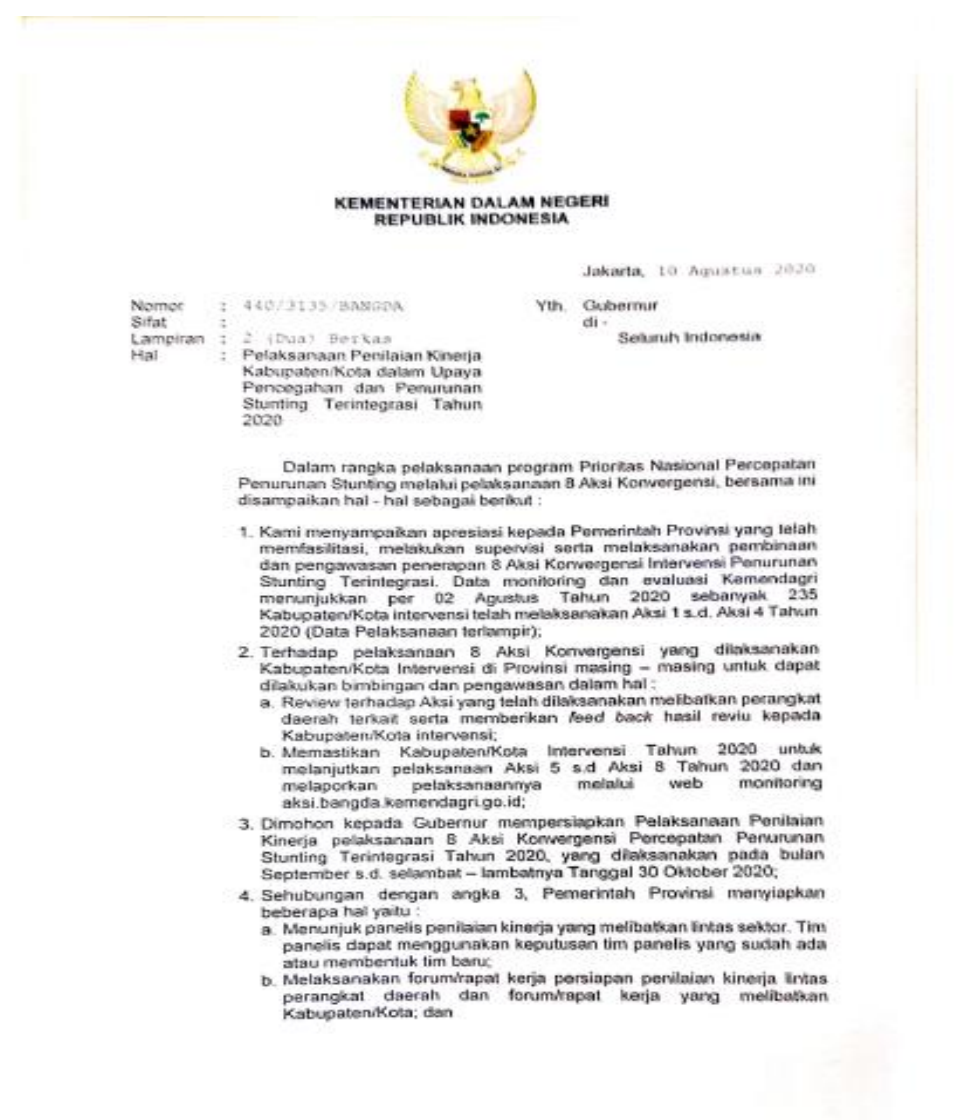 KEMENTERIAN DALAM NEGERI
REPUBLIK INDONESIA
Jakarta, 10 Agustus 2020
Nomor : 440/3135/BANGDA
Sifat :
Lampiran : 2 (Dua) Berkas
Hal : Pelaksanaan Penilaian Kinerja
Kabupaten/Kota dalam Upaya
Pencegahan dan Penurunan
Stunting Terintegrasi Tahun
2020
Yth. Gubernur
di -
Seluruh Indonesia
Dalam rangka pelaksanaan program Prioritas Nasional Percepatan
Penurunan Stunting melalui pelaksanaan 8 Aksi Konvergensi, bersama ini
disampaikan hal - hal sebagai berikut :
1. Kami menyampaikan apresiasi kepada Pemerintah Provinsi yang telah
memfasilitasi, melakukan supervisi serta melaksanakan pembinaan
dan pengawasan penerapan 8 Aksi Konvergensi Intervensi Penurunan
Stunting Terintegrasi. Data monitoring dan evaluasi Kemendagri
menunjukkan per 02 Agustus Tahun 2020 sebanyak 235
Kabupaten/Kota intervensi telah melaksanakan Aksi 1 s.d. Aksi 4 Tahun
2020 (Data Pelaksanaan terlampir);
2. Terhadap pelaksanaan 8 Aksi Konvergensi yang dilaksanakan
Kabupaten/Kota Intervensi di Provinsi masing – masing untuk dapat
dilakukan bimbingan dan pengawasan dalam hal :
a. Review terhadap Aksi yang telah dilaksanakan melibatkan perangkat
daerah terkait serta memberikan feed back hasil reviu kepada
Kabupaten/Kota intervensi;
b. Memastikan Kabupaten/Kota Intervensi Tahun 2020 untuk
melanjutkan pelaksanaan Aksi 5 s.d Aksi 8 Tahun 2020 dan
melaporkan pelaksanaannya melalui web monitoring
aksi.bangda.kemendagri.go.id;
3. Dimohon kepada Gubernur mempersiapkan Pelaksanaan Penilaian
Kinerja pelaksanaan 8 Aksi Konvergensi Percepatan Penurunan
Stunting Terintegrasi Tahun 2020, yang dilaksanakan pada bulan
September s.d. selambat – lambatnya Tanggal 30 Oktober 2020;
4. Sehubungan dengan angka 3, Pemerintah Provinsi menyiapkan
beberapa hal yaitu :
a. Menunjuk panelis penilaian kinerja yang melibatkan lintas sektor. Tim
panelis dapat menggunakan keputusan tim panelis yang sudah ada
atau membentuk tim baru;
b. Melaksanakan forum/rapat kerja persiapan penilaian kinerja lintas
perangkat daerah dan forum/rapat kerja yang melibatkan
Kabupaten/Kota; dan